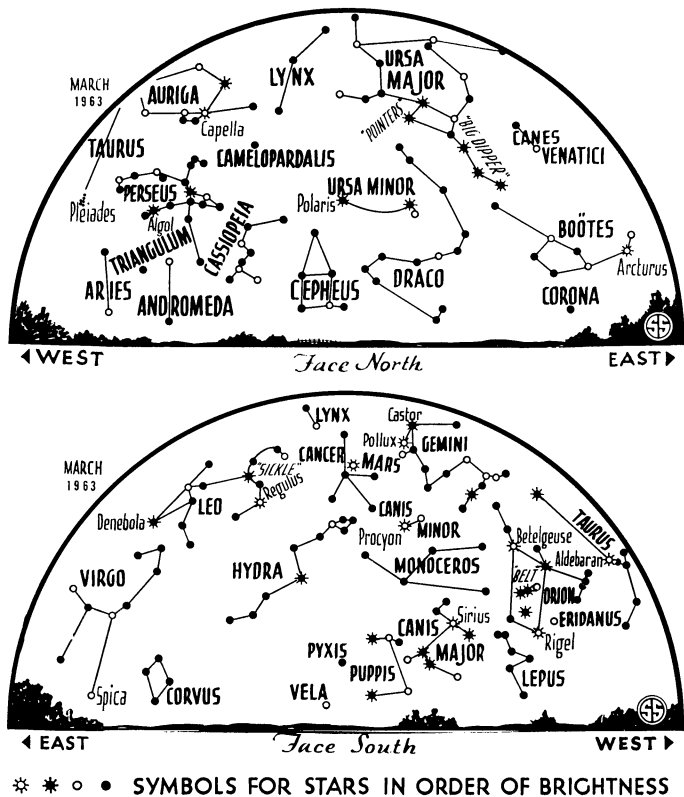 MARCH
1963
AURIGA
Capella
LYNX
URSA
MAJOR
"POINTERS"
"BIG DIPPER"
CANES
VENATICI
TAURUS
Pleiades
PERSEUS
Algol
CAMELOPARDALIS
URSA MINOR
Polaris
TRIANGULUM
CASSIOPEIA
BOÖTES
Arcturus
ARIES
ANDROMEDA
CEPHEUS
DRACO
CORONA
SS
WEST
Face North
EAST
MARCH
1963
LYNX
Castor
Pollux
GEMINI
CANCER
MARS
"SICKLE"
Regulus
LEO
Denebola
CANIS
MINOR
Procyon
TAURUS
Betelgeuse
Aldebaran
VIRGO
HYDRA
MONOCEROS
"BELT"
ORION
ERIDANUS
Sirius
CANIS
MAJOR
Rigel
PYXIS
PUPPIS
LEPUS
Spica
CORVUS
VELA
SS
EAST
Face South
WEST
SYMBOLS FOR STARS IN ORDER OF BRIGHTNESS